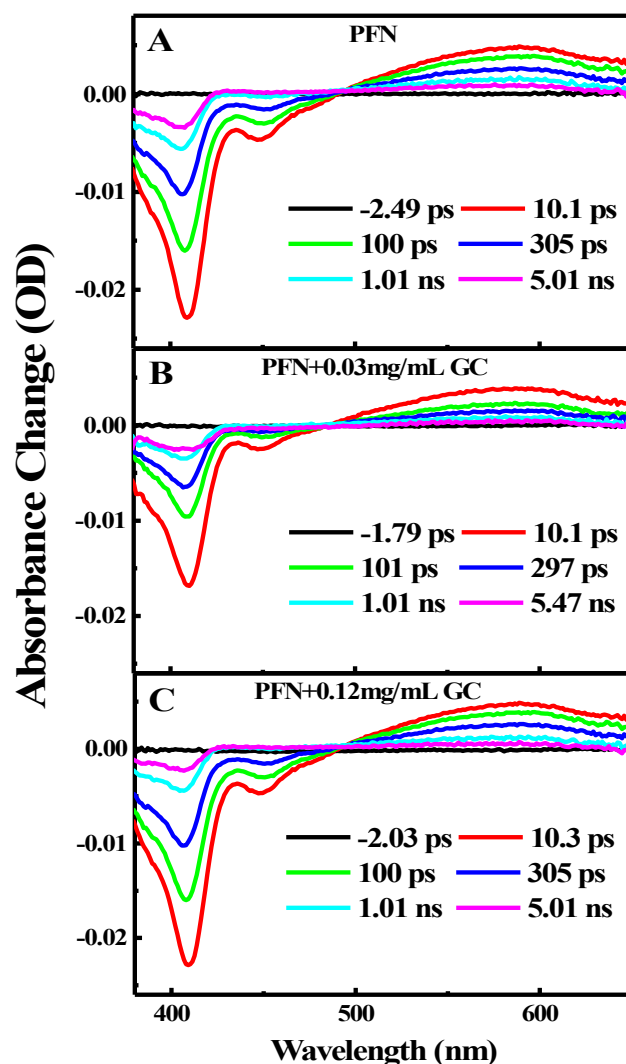 A
PFN
0.00
-0.01
-0.02
-2.49 ps
10.1 ps
100 ps
305 ps
1.01 ns
5.01 ns
B
PFN+0.03mg/mL GC
0.00
-0.01
-0.02
-1.79 ps
10.1 ps
101 ps
297 ps
1.01 ns
5.47 ns
C
PFN+0.12mg/mL GC
0.00
-0.01
-0.02
-2.03 ps
10.3 ps
100 ps
305 ps
1.01 ns
5.01 ns
400
500
600
Wavelength (nm)
Absorbance Change (OD)